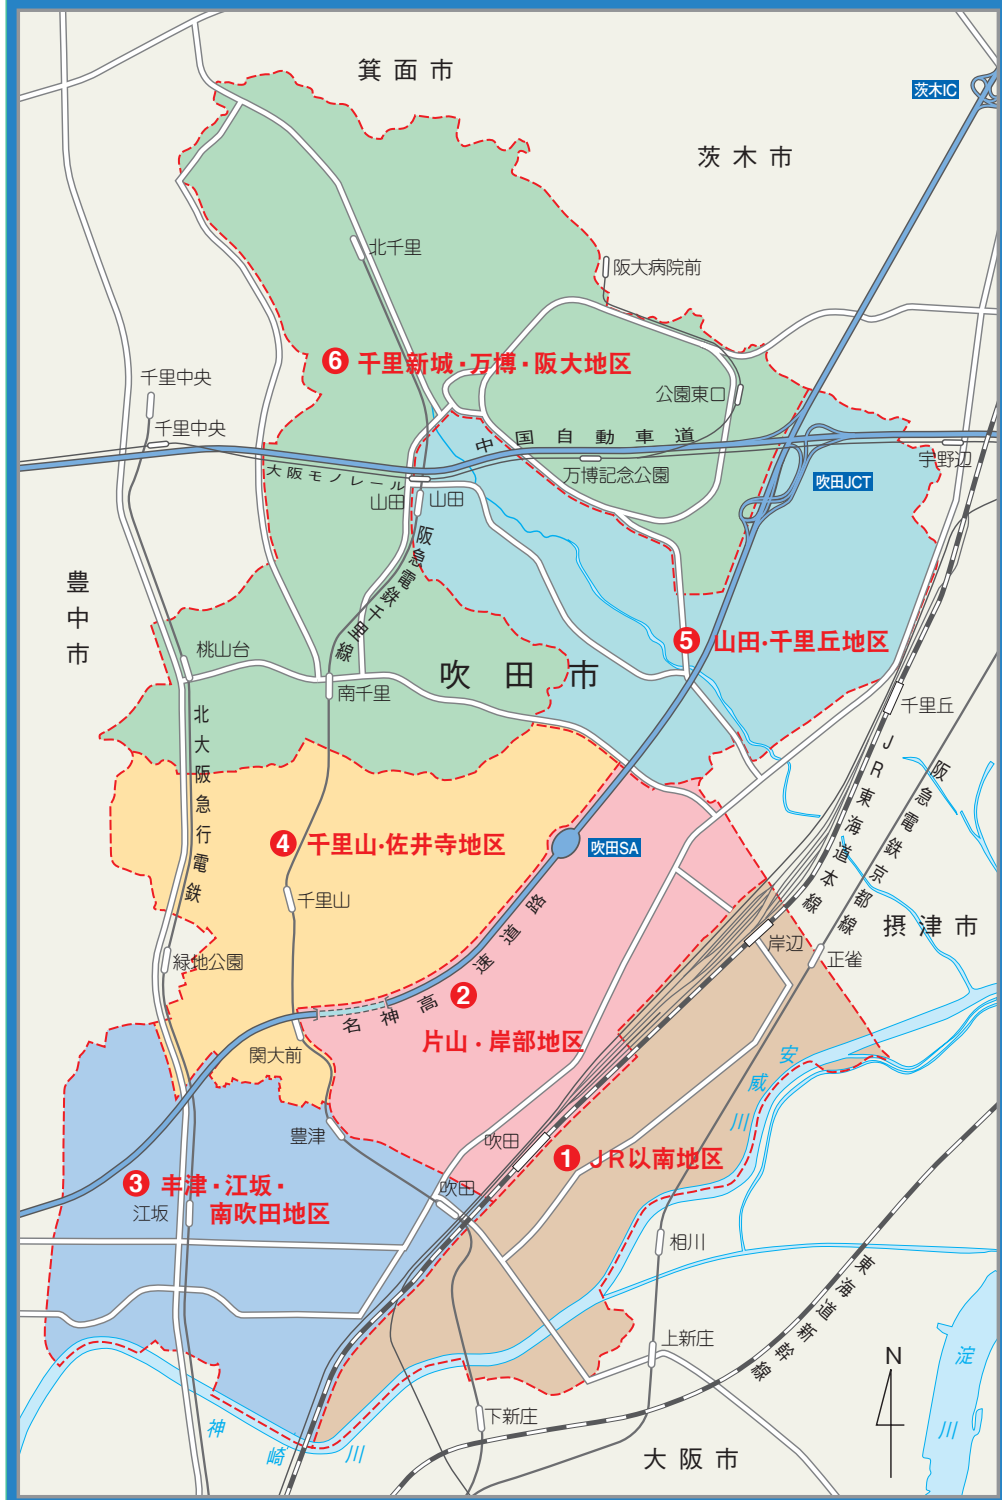 箕面市
茨木IC
茨木市
北千里
阪大病院前
❻ 千里新城・万博・阪大地区
千里中央
公園東口
千里中央
中国自動車道
宇野辺
大阪モノレール
万博記念公園
吹田JCT
山田
山田
阪急電鉄千里線
豊中市
❺ 山田・千里丘地区
桃山台
吹田市
南千里
千里丘
北大阪急行電鉄
JR東海道本線
阪急電鉄京都線
❹ 千里山・佐井寺地区
吹田SA
千里山
摂津市
岸辺
正雀
緑地公園
名神高速道路
❷
片山・岸部地区
関大前
安威川
豊津
吹田
❶ JR以南地区
❸ 丰津・江坂・
南吹田地区
江坂
吹田
相川
東海道新幹線
上新庄
N
淀川
下新庄
神崎川
大阪市